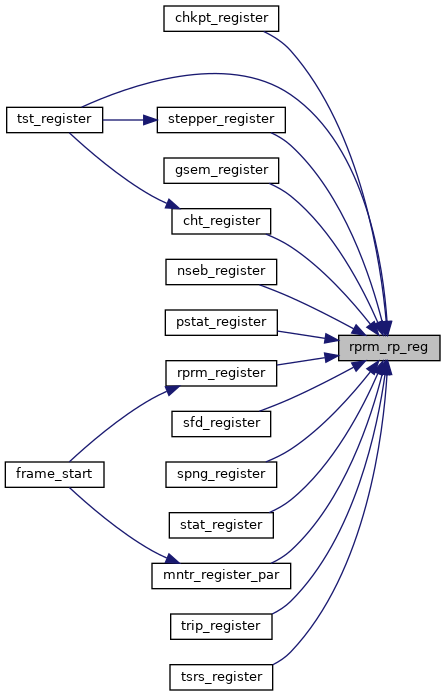 chkpt_register
tst_register
stepper_register
gsem_register
cht_register
nseb_register
pstat_register
rprm_rp_reg
rprm_register
sfd_register
frame_start
spng_register
stat_register
mntr_register_par
trip_register
tsrs_register